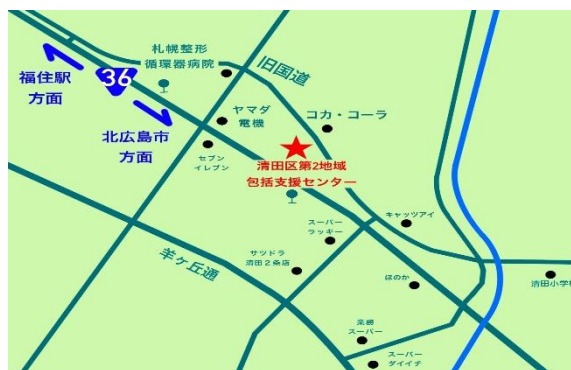 札幌整形
循環器病院
旧国道
36
福住駅
方面
ヤマダ
電機
コカ・コーラ
北広島市
方面
セブン
イレブン
清田区第2地域
包括支援センター
スーパー
ラッキー
キャッツアイ
羊ヶ丘通
サツドラ
清田2条店
ほのか
清田小学校
業務
スーパー
スーパー
ダイイチ